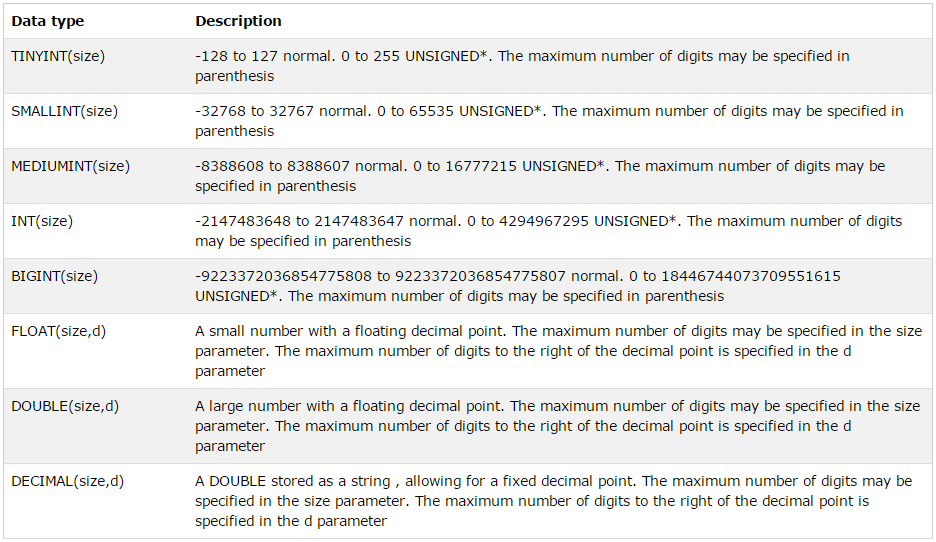 Data type Description
TINYINT(size) -128 to 127 normal. 0 to 255 UNSIGNED*. The maximum number of digits may be specified in
parenthesis
SMALLINT(size) -32768 to 32767 normal. 0 to 65535 UNSIGNED*. The maximum number of digits may be specified in
parenthesis
MEDIUMINT(size) -8388608 to 8388607 normal. 0 to 16777215 UNSIGNED*. The maximum number of digits may be
specified in parenthesis
INT(size) -2147483648 to 2147483647 normal. 0 to 4294967295 UNSIGNED*. The maximum number of digits
may be specified in parenthesis
BIGINT(size) -9223372036854775808 to 9223372036854775807 normal. 0 to 18446744073709551615
UNSIGNED*. The maximum number of digits may be specified in parenthesis
FLOAT(size,d) A small number with a floating decimal point. The maximum number of digits may be specified in the size
parameter. The maximum number of digits to the right of the decimal point is specified in the d
parameter
DOUBLE(size,d) A large number with a floating decimal point. The maximum number of digits may be specified in the size
parameter. The maximum number of digits to the right of the decimal point is specified in the d
parameter
DECIMAL(size,d) A DOUBLE stored as a string , allowing for a fixed decimal point. The maximum number of digits may be
specified in the size parameter. The maximum number of digits to the right of the decimal point is
specified in the d parameter